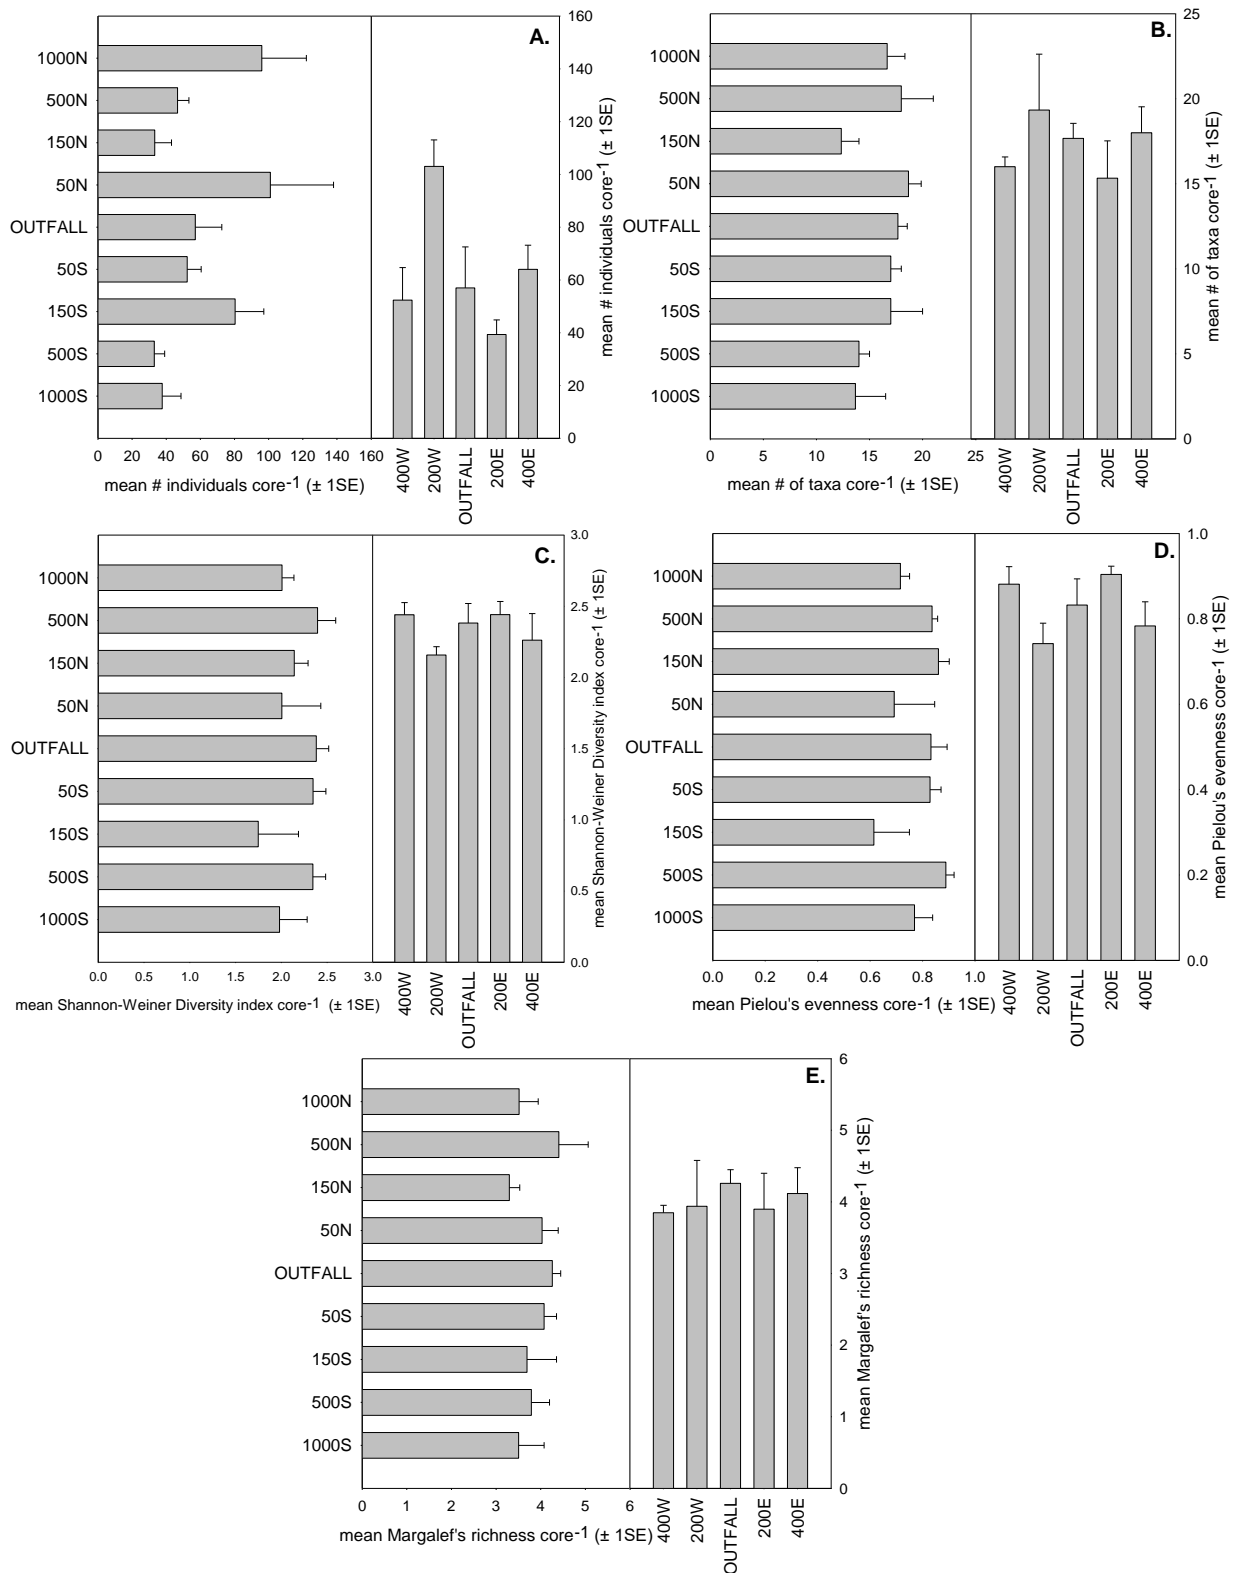 A.
1000N
500N
150N
50N
OUTFALL
50S
150S
500S
1000S
0 20 40 60 80 100 120 140 160
mean # individuals core-1 (± 1SE)
400W
200W
OUTFALL
200E
400E
0
20
40
60
80
100
120
140
160
mean # individuals core-1 (± 1SE)
B.
1000N
500N
150N
50N
OUTFALL
50S
150S
500S
1000S
0 5 10 15 20 25
mean # of taxa core-1 (± 1SE)
400W
200W
OUTFALL
200E
400E
0
5
10
15
20
25
mean # of taxa core-1 (± 1SE)
C.
1000N
500N
150N
50N
OUTFALL
50S
150S
500S
1000S
0.0 0.5 1.0 1.5 2.0 2.5 3.0
mean Shannon-Weiner Diversity index core-1 (± 1SE)
400W
200W
OUTFALL
200E
400E
0.0
0.5
1.0
1.5
2.0
2.5
3.0
mean Shannon-Weiner Diversity index core-1 (± 1SE)
D.
1000N
500N
150N
50N
OUTFALL
50S
150S
500S
1000S
0.0 0.2 0.4 0.6 0.8 1.0
mean Pielou's evenness core-1 (± 1SE)
400W
200W
OUTFALL
200E
400E
0.0
0.2
0.4
0.6
0.8
1.0
mean Pielou's evenness core-1 (± 1SE)
E.
1000N
500N
150N
50N
OUTFALL
50S
150S
500S
1000S
0 1 2 3 4 5 6
mean Margalef's richness core-1 (± 1SE)
400W
200W
OUTFALL
200E
400E
0
1
2
3
4
5
6
mean Margalef's richness core-1 (± 1SE)